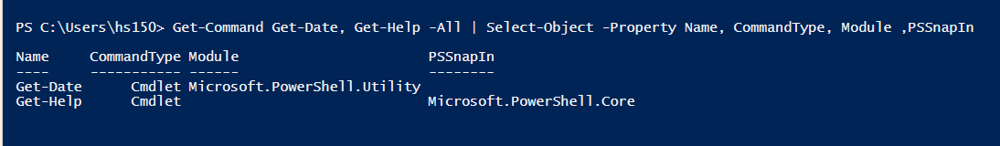 PS C:\Users\hs150> Get-Command Get-Date, Get-Help -All | Select-Object -Property Name, CommandType, Module ,PSSnapIn
Name CommandType Module PSSnapIn
---- ----------- ------ --------
Get-Date Cmdlet Microsoft.PowerShell.Utility
Get-Help Cmdlet Microsoft.PowerShell.Core